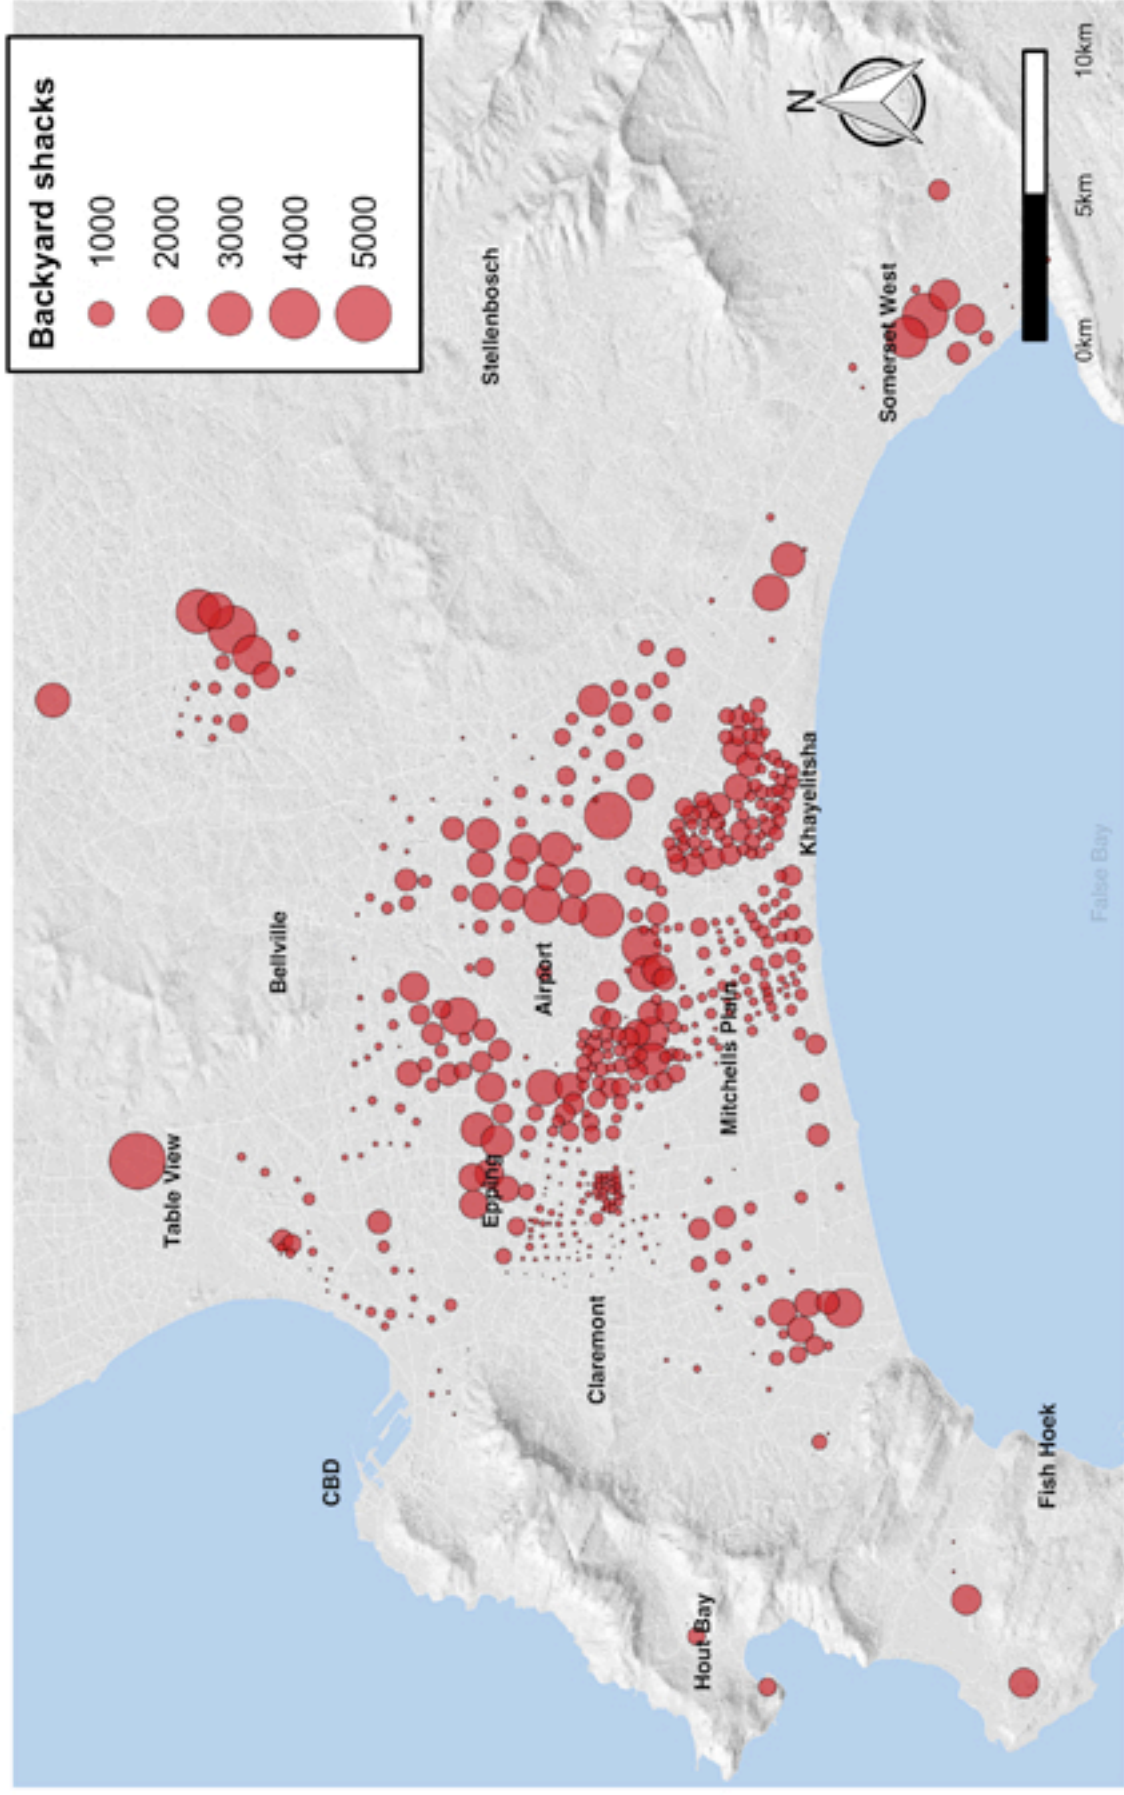 Backyard shacks
1000
2000
3000
4000
5000
Table View
Bellville
Stellenbosch
CBD
Epping
Airport
Claremont
Mitchells Plain
Khayelitsha
Somerset West
Hout Bay
Fish Hoek
False Bay
N
0km
5km
10km